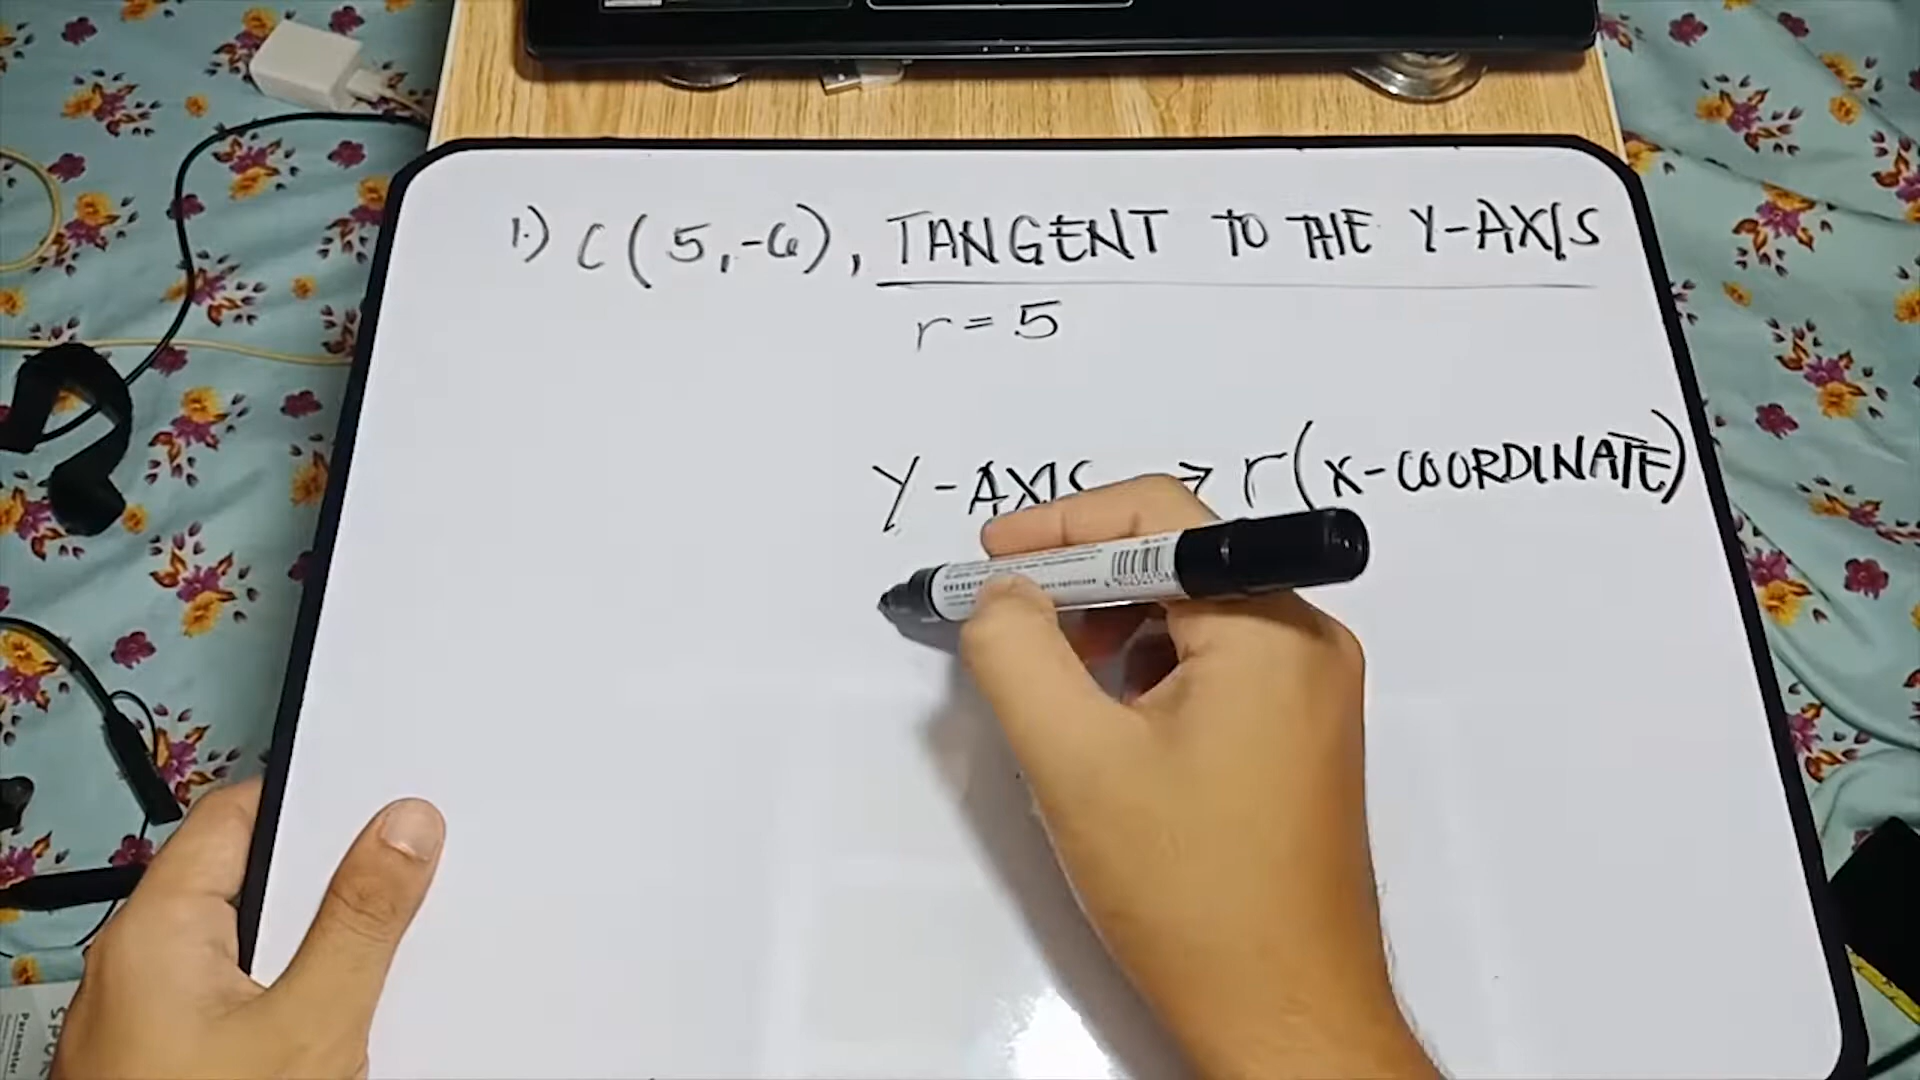 1.) C(5,-6), TANGENT TO THE Y-AXIS
r = 5
Y-AXIS → r(X-COORDINATE)